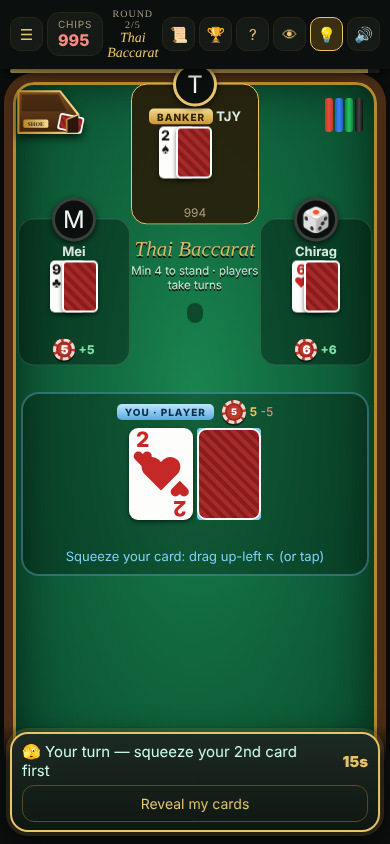 CHIPS
995
ROUND
2/5
Thai
Baccarat
?
SHOE
T
BANKER TJY
2
994
M
Mei
9
5 +5
Thai Baccarat
Min 4 to stand · players
take turns
Chirag
6
6 +6
YOU · PLAYER 5 5 -5
2
2
Squeeze your card: drag up-left ↖ (or tap)
Your turn — squeeze your 2nd card
first
15s
Reveal my cards